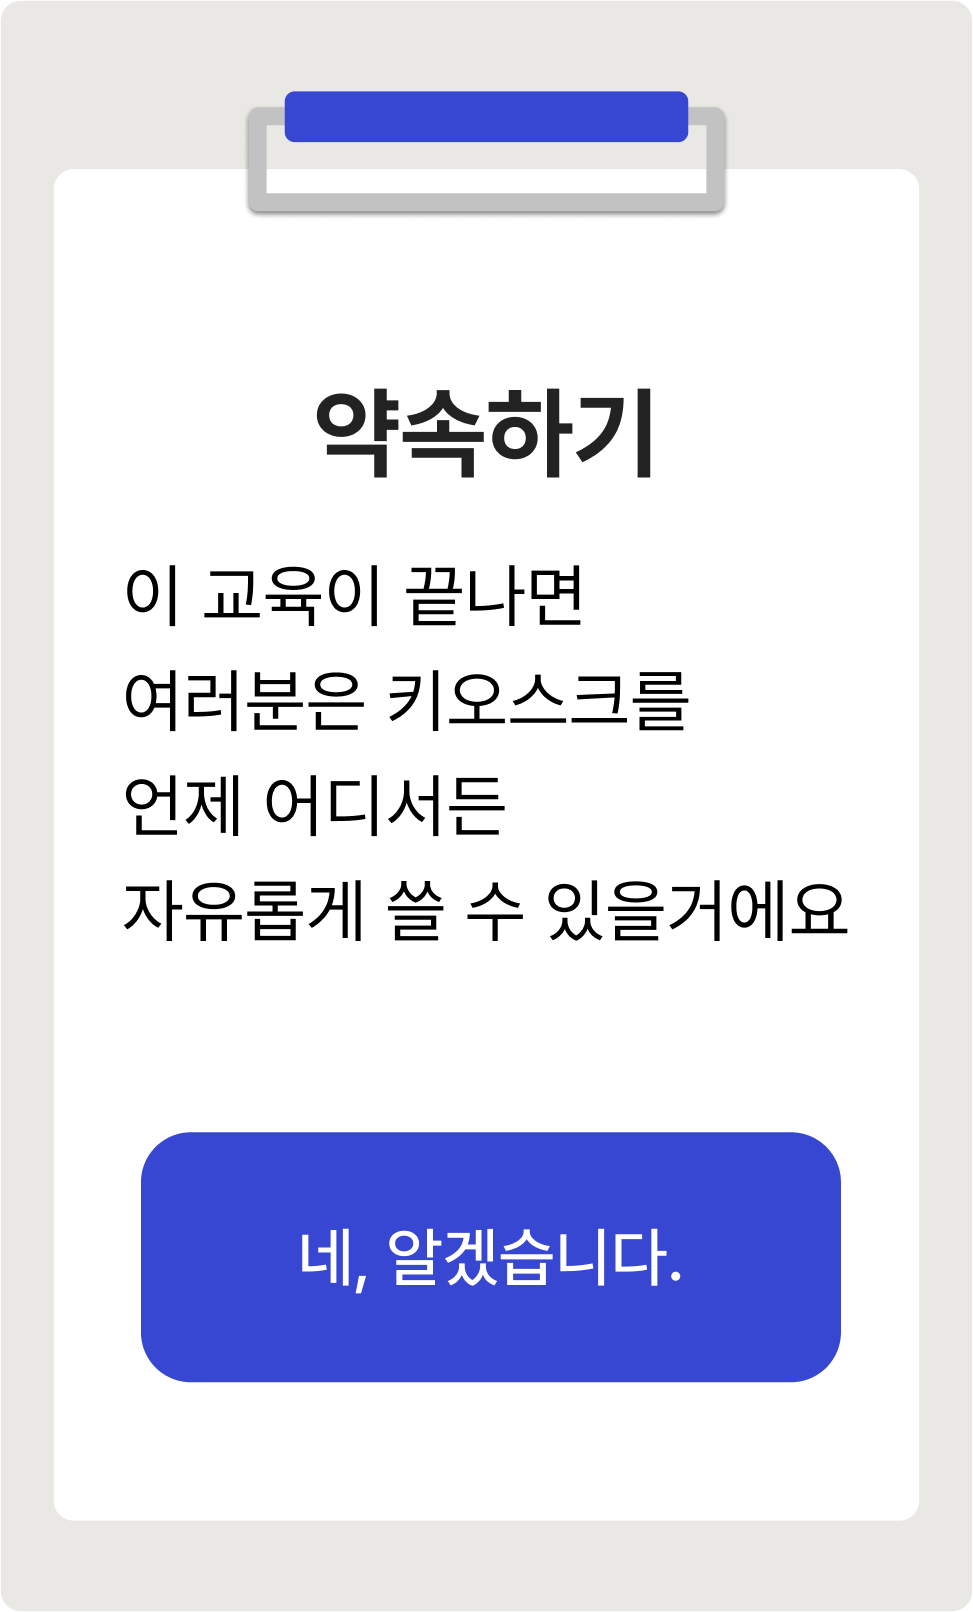 약속하기
이 교육이 끝나면
여러분은 키오스크를
언제 어디서든
자유롭게 쓸 수 있을거에요
네, 알겠습니다.